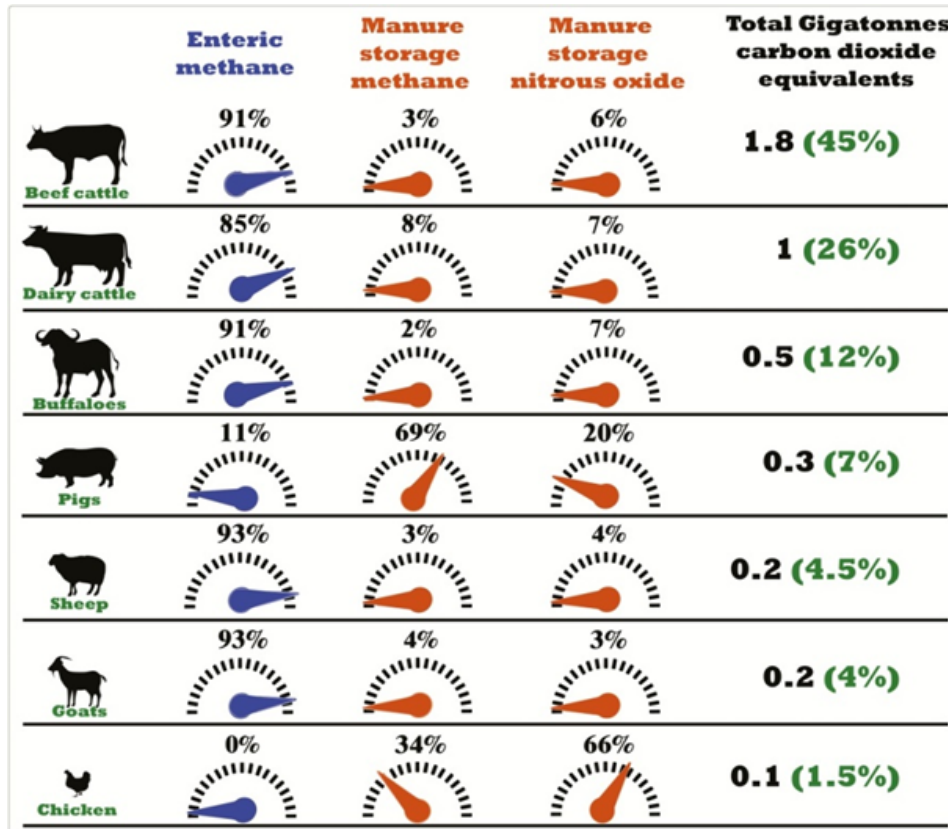 Enteric methane
Manure storage methane
Manure storage nitrous oxide
Total Gigatonnes carbon dioxide equivalents
91% 3% 6%
1.8 (45%)
Beef cattle
85% 8% 7%
1 (26%)
Dairy cattle
91% 2% 7%
0.5 (12%)
Buffaloes
11% 69% 20%
0.3 (7%)
Pigs
93% 3% 4%
0.2 (4.5%)
Sheep
93% 4% 3%
0.2 (4%)
Goats
0% 34% 66%
0.1 (1.5%)
Chicken